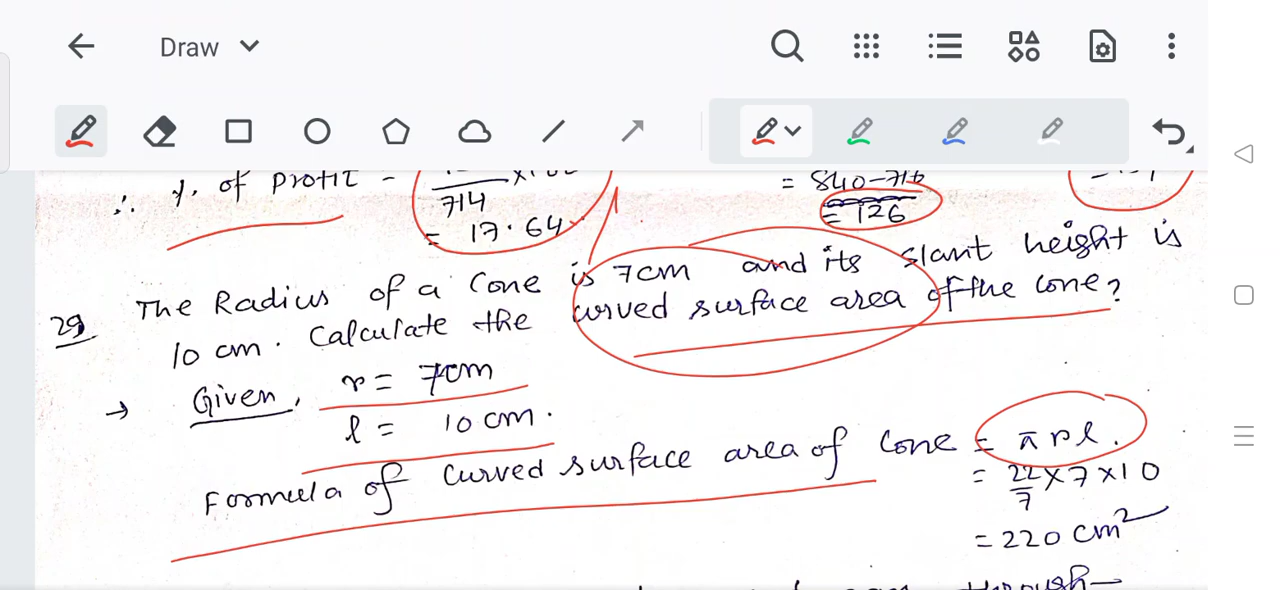 Draw
∴ %. of Profit =
714
= 17.64
= 840-716
= 126
29 The Radius of a Cone is 7cm and its slant height is
10 cm. Calculate the curved surface area of the cone?
→ Given, r = 7cm
l = 10 cm.
Formula of curved surface area of cone = πrl.
= 22/7 × 7 × 10
= 220 cm²
through